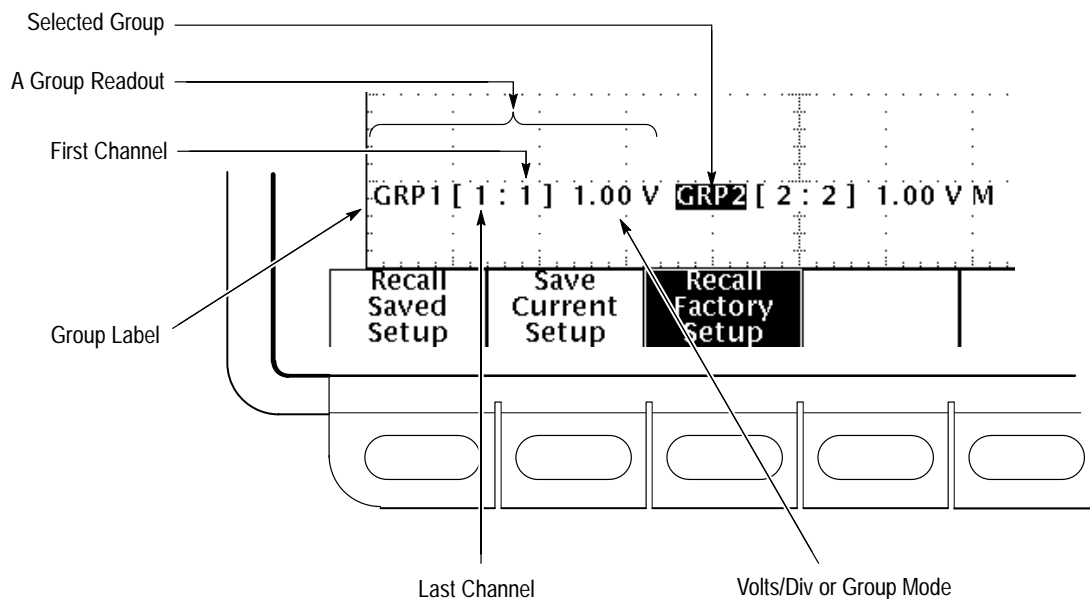 Selected Group
A Group Readout
First Channel
GRP1 [ 1 : 1 ] 1.00 V GRP2 [ 2 : 2 ] 1.00 V M
Recall
Saved
Setup
Save
Current
Setup
Recall
Factory
Setup
Group Label
Last Channel
Volts/Div or Group Mode